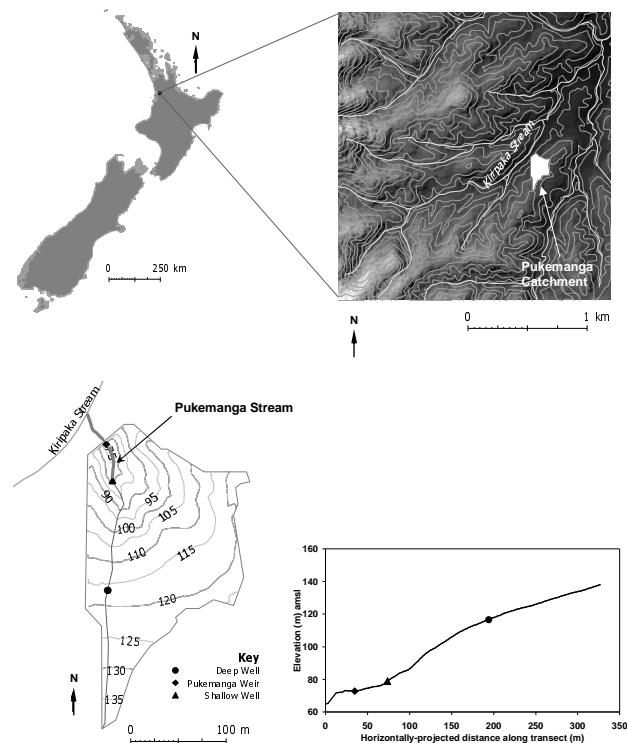 N
0 250 km
Kiripaka Stream
Pukemanga
Catchment
N
0 1 km
Kiripaka Stream
Pukemanga Stream
75
90
95
100
105
110
115
120
125
130
135
Key
Deep Well
Pukemanga Weir
Shallow Well
N
0 100 m
160
140
120
100
80
60
Elevation (m) amsl
0 50 100 150 200 250 300 350
Horizontally-projected distance along transect (m)